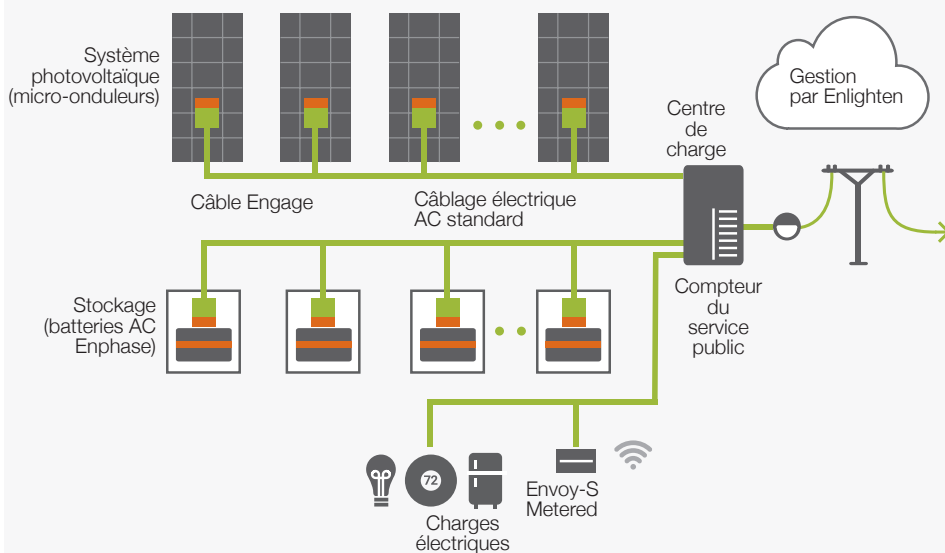 Système
photovoltaïque
(micro-onduleurs)
Centre
de
charge
Gestion
par Enlighten
Câble Engage
Câblage électrique
AC standard
Stockage
(batteries AC
Enphase)
Compteur
du
service
public
72
Envoy-S
Metered
Charges
électriques